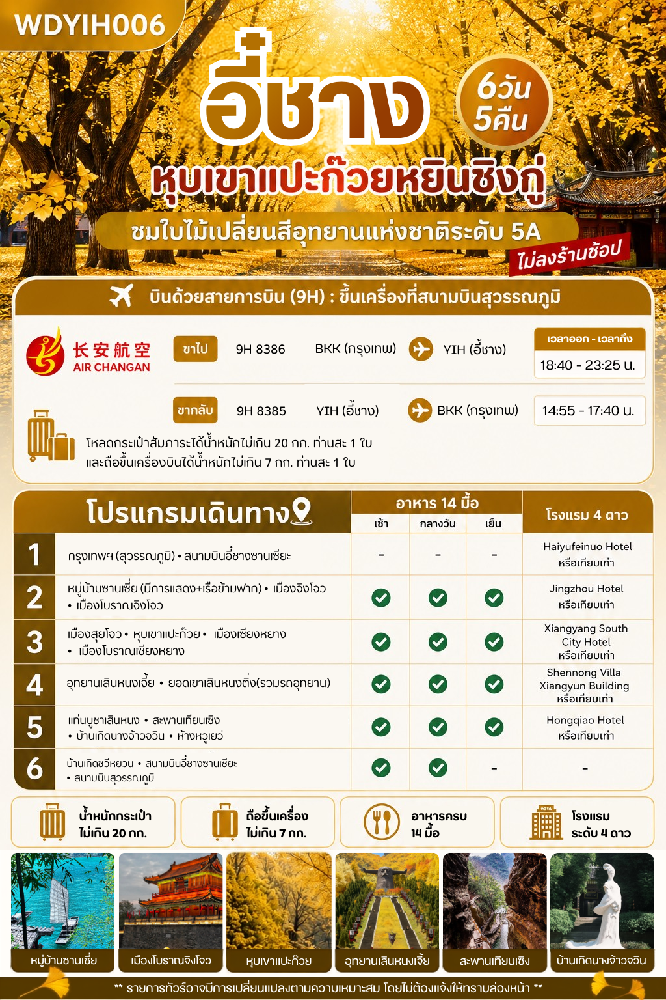 WDYIH006
อี๋ชาง
6วัน
5คืน
หุบเขาแปะก๊วยหยินชิงกู่
ชมใบไม้เปลี่ยนสีอุทยานแห่งชาติระดับ 5A
ไม่ลงร้านช้อป
บินด้วยสายการบิน (9H) : ขึ้นเครื่องที่สนามบินสุวรรณภูมิ
长安航空
AIR CHANGAN
ขาไป 9H 8386 BKK (กรุงเทพ) YIH (อี้ชาง)
เวลาออก - เวลาถึง
18:40 - 23:25 น.
ขากลับ 9H 8385 YIH (อี้ชาง) BKK (กรุงเทพ) 14:55 - 17:40 น.
โหลดกระเป๋าสัมภาระได้น้ำหนักไม่เกิน 20 กก. ท่านละ 1 ใบ
และถือขึ้นเครื่องบินได้น้ำหนักไม่เกิน 7 กก. ท่านละ 1 ใบ
โปรแกรมเดินทาง
อาหาร 14 มื้อ
เช้า กลางวัน เย็น
โรงแรม 4 ดาว
1
กรุงเทพฯ (สุวรรณภูมิ) • สนามบินอี๋ชางซานเซียะ
- - -
Haiyufeinuo Hotel
หรือเทียบเท่า
2
หมู่บ้านซานเซี่ย (มีการแสดง+เรือข้ามฟาก) • เมืองจิงโจว
• เมืองโบราณจิงโจว
Jingzhou Hotel
หรือเทียบเท่า
3
เมืองสุยโจว • หุบเขาแปะก๊วย • เมืองเซียงหยาง
• เมืองโบราณเซียงหยาง
Xiangyang South
City Hotel
หรือเทียบเท่า
4
อุทยานเสินหนงเจี้ย • ยอดเขาเสินหนงติ่ง(รวมรถอุทยาน)
Shennong Villa
Xiangyun Building
หรือเทียบเท่า
5
แท่นบูชาเสินหนง • สะพานเทียนเซิง
• บ้านเกิดนางจ้าวจวิน • ห้างหวูเยว่
Hongqiao Hotel
หรือเทียบเท่า
6
บ้านเกิดชวีหยวน • สนามบินอี๋ชางซานเซียะ
• สนามบินสุวรรณภูมิ
- -
น้ำหนักกระเป๋า
ไม่เกิน 20 กก.
ถือขึ้นเครื่อง
ไม่เกิน 7 กก.
อาหารครบ
14 มื้อ
HOTEL
โรงแรม
ระดับ 4 ดาว
หมู่บ้านซานเซี่ย
เมืองโบราณจิงโจว
หุบเขาแปะก๊วย
อุทยานเสินหนงเจี้ย
สะพานเทียนเซิง
บ้านเกิดนางจ้าวจวิน
** รายการทัวร์อาจมีการเปลี่ยนแปลงตามความเหมาะสม โดยไม่ต้องแจ้งให้ทราบล่วงหน้า **